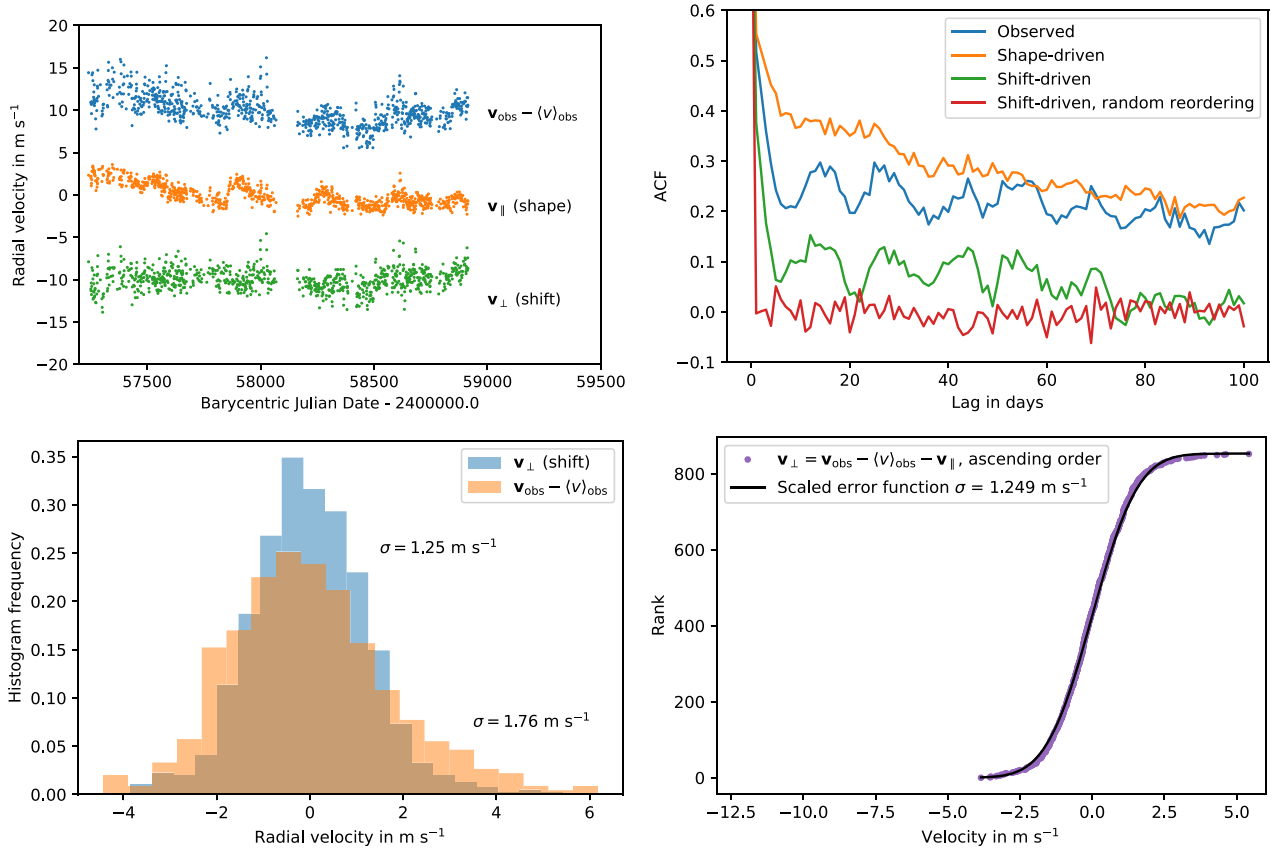 20
15
10
5
0
−5
−10
−15
−20
Radial velocity in m s⁻¹
v_obs − ⟨v⟩_obs
v_∥ (shape)
v_⊥ (shift)
57500 58000 58500 59000 59500
Barycentric Julian Date - 2400000.0
0.6
0.5
0.4
0.3
0.2
0.1
0.0
−0.1
ACF
Observed
Shape-driven
Shift-driven
Shift-driven, random reordering
0 20 40 60 80 100
Lag in days
0.35
0.30
0.25
0.20
0.15
0.10
0.05
0.00
Histogram frequency
v_⊥ (shift)
v_obs − ⟨v⟩_obs
σ = 1.25 m s⁻¹
σ = 1.76 m s⁻¹
−4 −2 0 2 4 6
Radial velocity in m s⁻¹
800
600
400
200
0
Rank
v_⊥ = v_obs − ⟨v⟩_obs − v_∥, ascending order
Scaled error function σ = 1.249 m s⁻¹
−12.5 −10.0 −7.5 −5.0 −2.5 0.0 2.5 5.0
Velocity in m s⁻¹